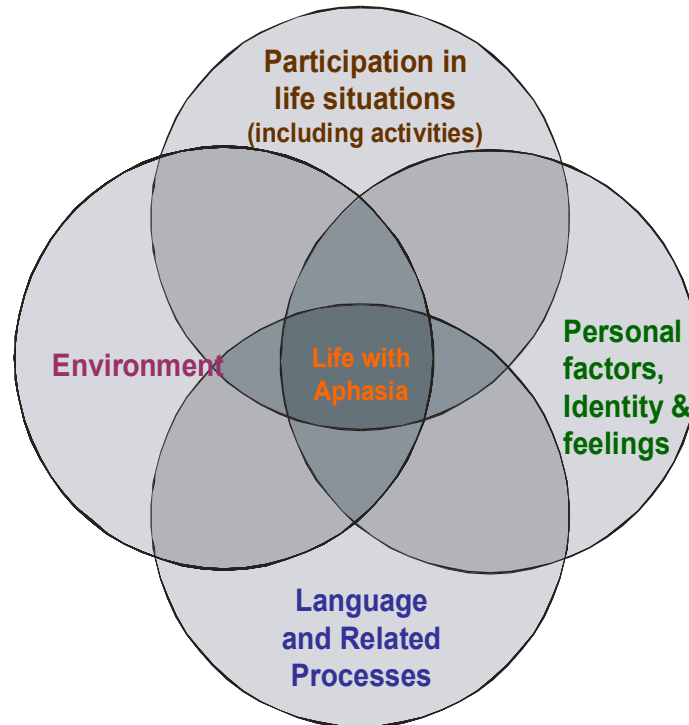 Participation in
life situations
(including activities)
Environment
Life with
Aphasia
Personal
factors,
Identity &
feelings
Language
and Related
Processes